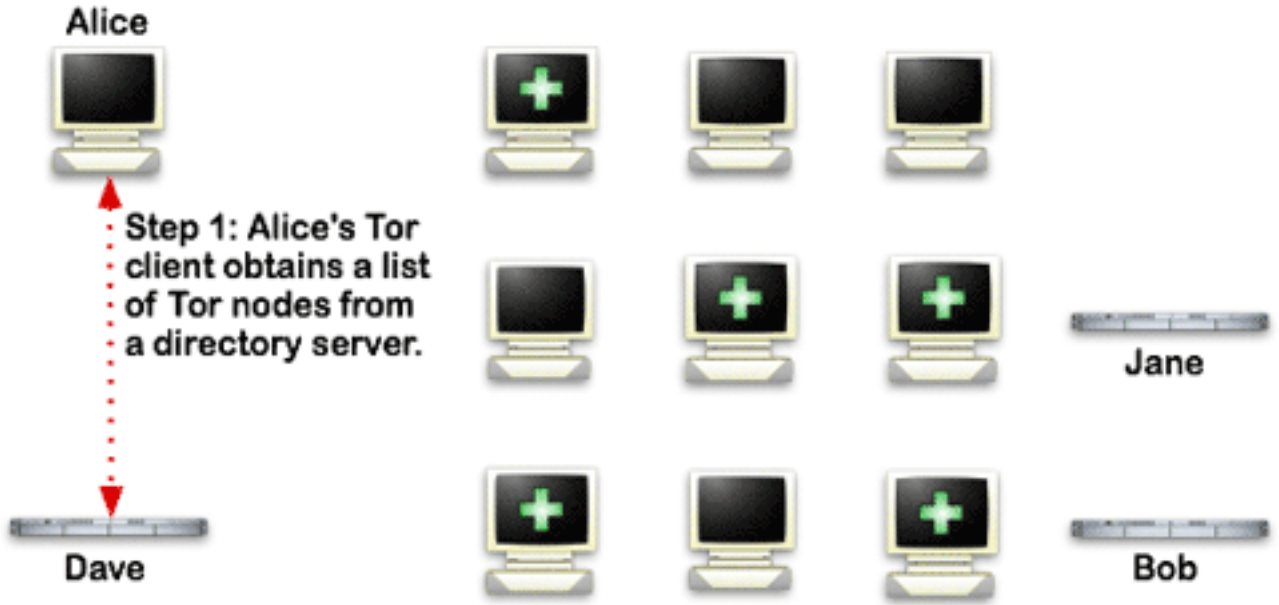 Alice
Step 1: Alice's Tor
client obtains a list
of Tor nodes from
a directory server.
Jane
Dave
Bob